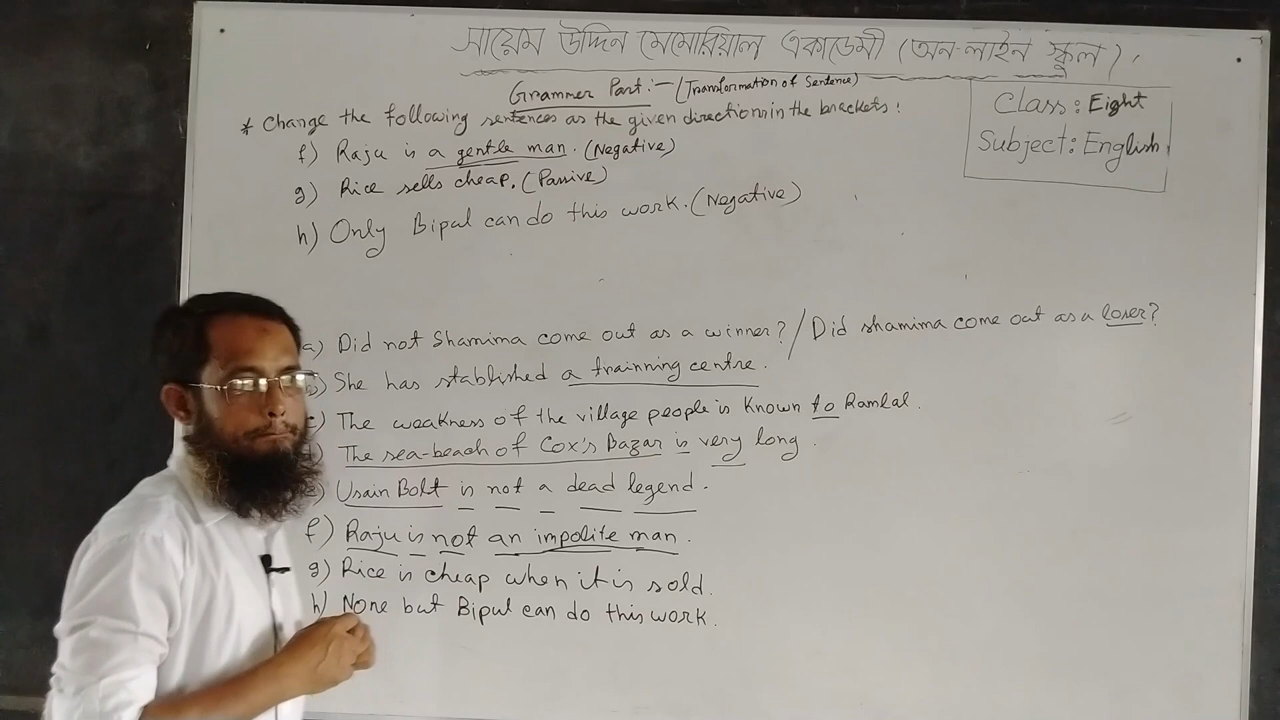 সায়েম উদ্দিন মেমোরিয়াল একাডেমী (অন-লাইন স্কুল)।
Grammer Part:- (Transformation of Sentence)
Class: Eight
Subject: English
* Change the following sentences as the given directions in the brackets:
f) Raju is a gentle man. (Negative)
g) Rice sells cheap. (Passive)
h) Only Bipul can do this work. (Negative)
a) Did not Shamima come out as a winner? / Did shamima come out as a loser?
b) She has stablished a trainning centre.
c) The weakness of the village people is known to Ramlal.
d) The sea-beach of Cox's Bazar is very long.
e) Usain Bolt is not a dead legend.
f) Raju is not an impolite man.
g) Rice is cheap when it is sold.
h) None but Bipul can do this work.